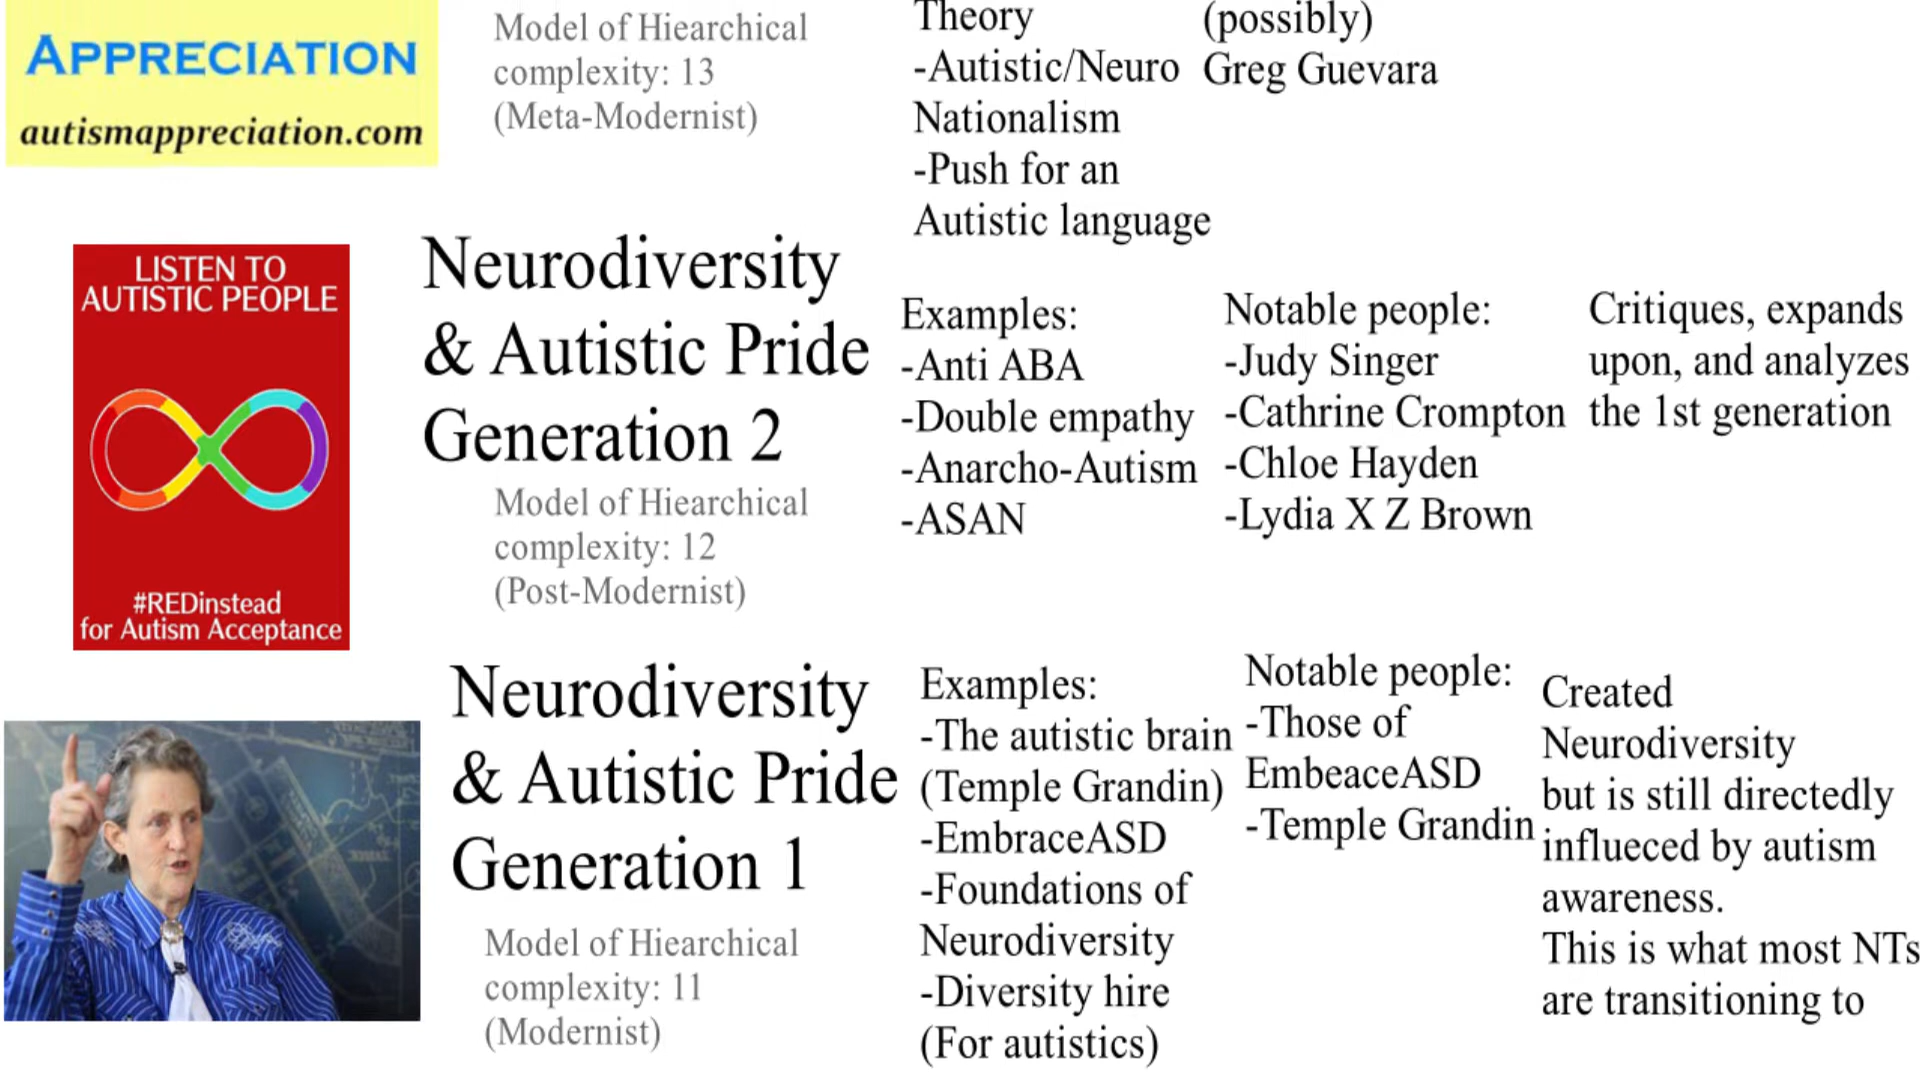 APPRECIATION
autismappreciation.com
Model of Hiearchical
complexity: 13
(Meta-Modernist)
Theory
-Autistic/Neuro
Nationalism
-Push for an
Autistic language
(possibly)
Greg Guevara
LISTEN TO
AUTISTIC PEOPLE
#REDinstead
for Autism Acceptance
Neurodiversity
& Autistic Pride
Generation 2
Model of Hiearchical
complexity: 12
(Post-Modernist)
Examples:
-Anti ABA
-Double empathy
-Anarcho-Autism
-ASAN
Notable people:
-Judy Singer
-Cathrine Crompton
-Chloe Hayden
-Lydia X Z Brown
Critiques, expands
upon, and analyzes
the 1st generation
Neurodiversity
& Autistic Pride
Generation 1
Model of Hiearchical
complexity: 11
(Modernist)
Examples:
-The autistic brain
(Temple Grandin)
-EmbraceASD
-Foundations of
Neurodiversity
-Diversity hire
(For autistics)
Notable people:
-Those of
EmbeaceASD
-Temple Grandin
Created
Neurodiversity
but is still directedly
influeced by autism
awareness.
This is what most NTs
are transitioning to